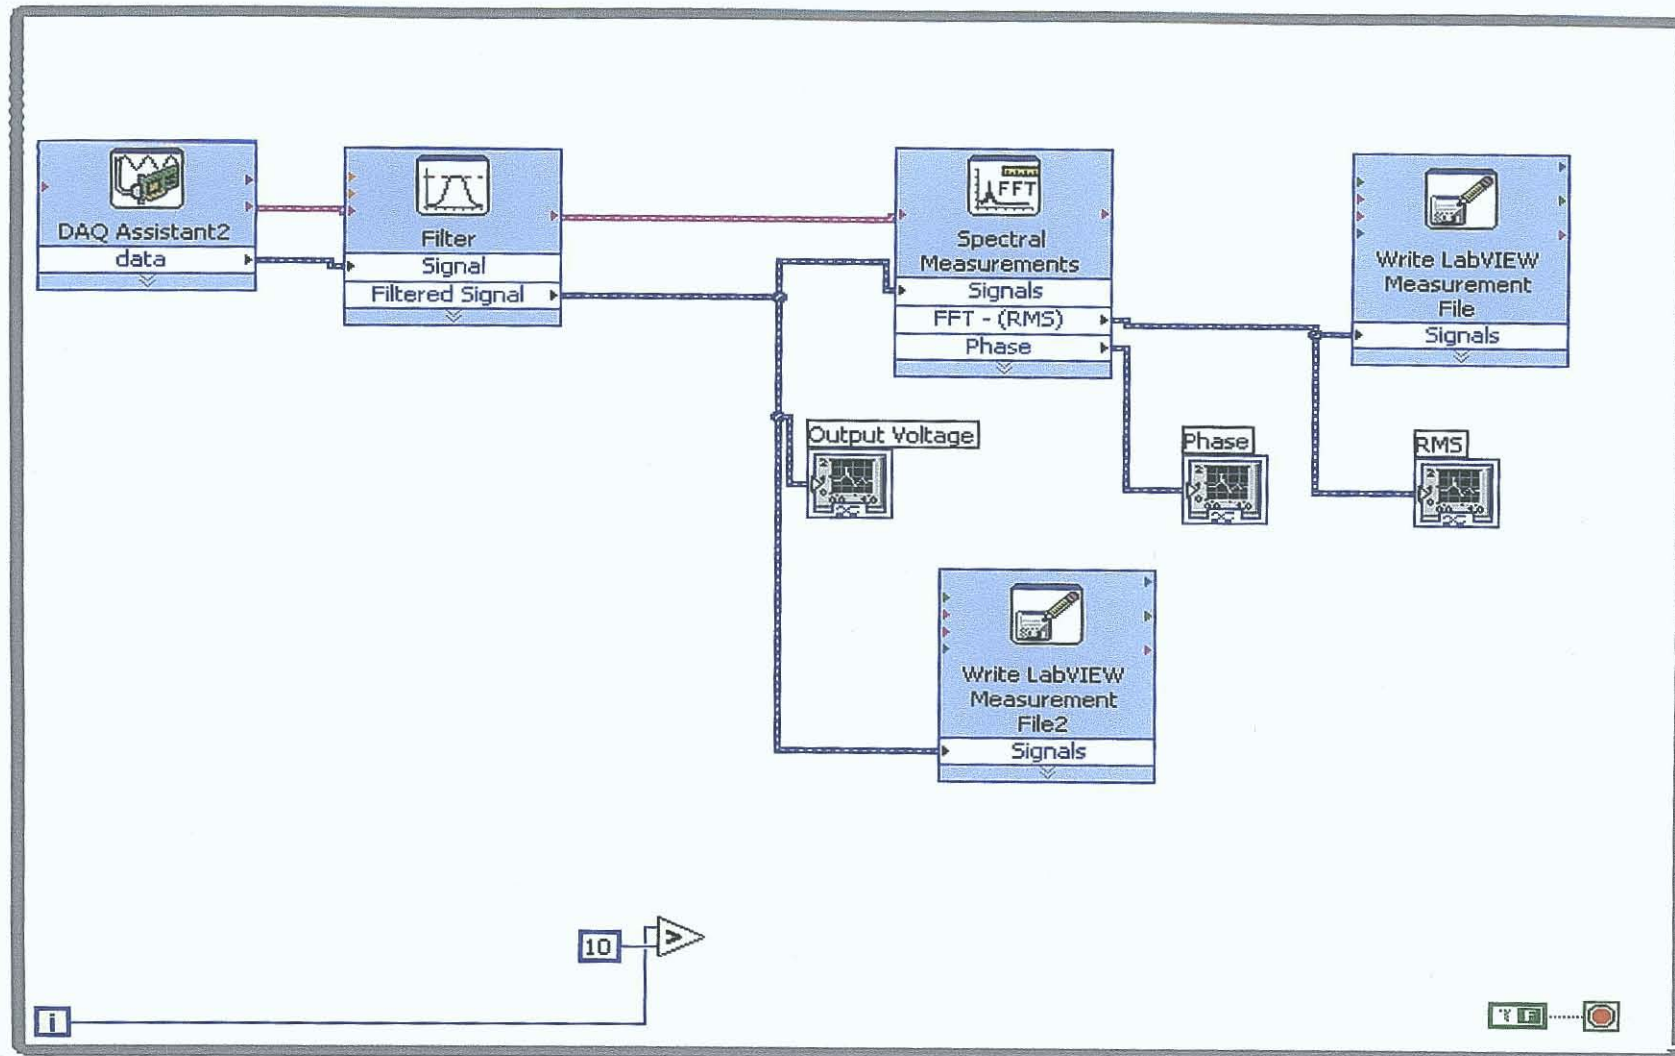 DAQ Assistant2
data
Filter
Signal
Filtered Signal
FFT
Spectral
Measurements
Signals
FFT - (RMS)
Phase
Write LabVIEW
Measurement
File
Signals
Output Voltage
Phase
RMS
Write LabVIEW
Measurement
File2
Signals
10
>
i